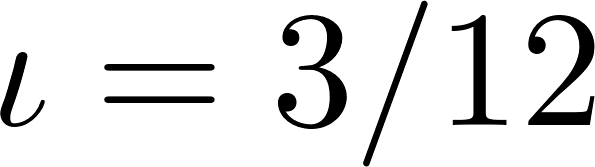 ι = 3/12